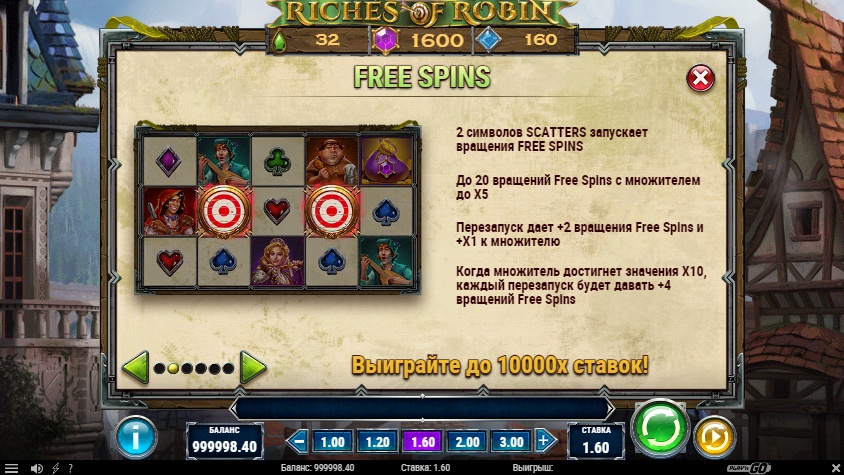 RICHES OF ROBIN
32 1600 160
FREE SPINS
2 символов SCATTERS запускает
вращения FREE SPINS
До 20 вращений Free Spins с множителем
до X5
Перезапуск дает +2 вращения Free Spins и
+X1 к множителю
Когда множитель достигнет значения X10,
каждый перезапуск будет давать +4
вращений Free Spins
Выиграйте до 10000x ставок!
БАЛАНС
999998.40
1.00 1.20 1.60 2.00 3.00
СТАВКА
1.60
Баланс: 999998.40 Ставка: 1.60 Выигрыш:
PLAY'N GO